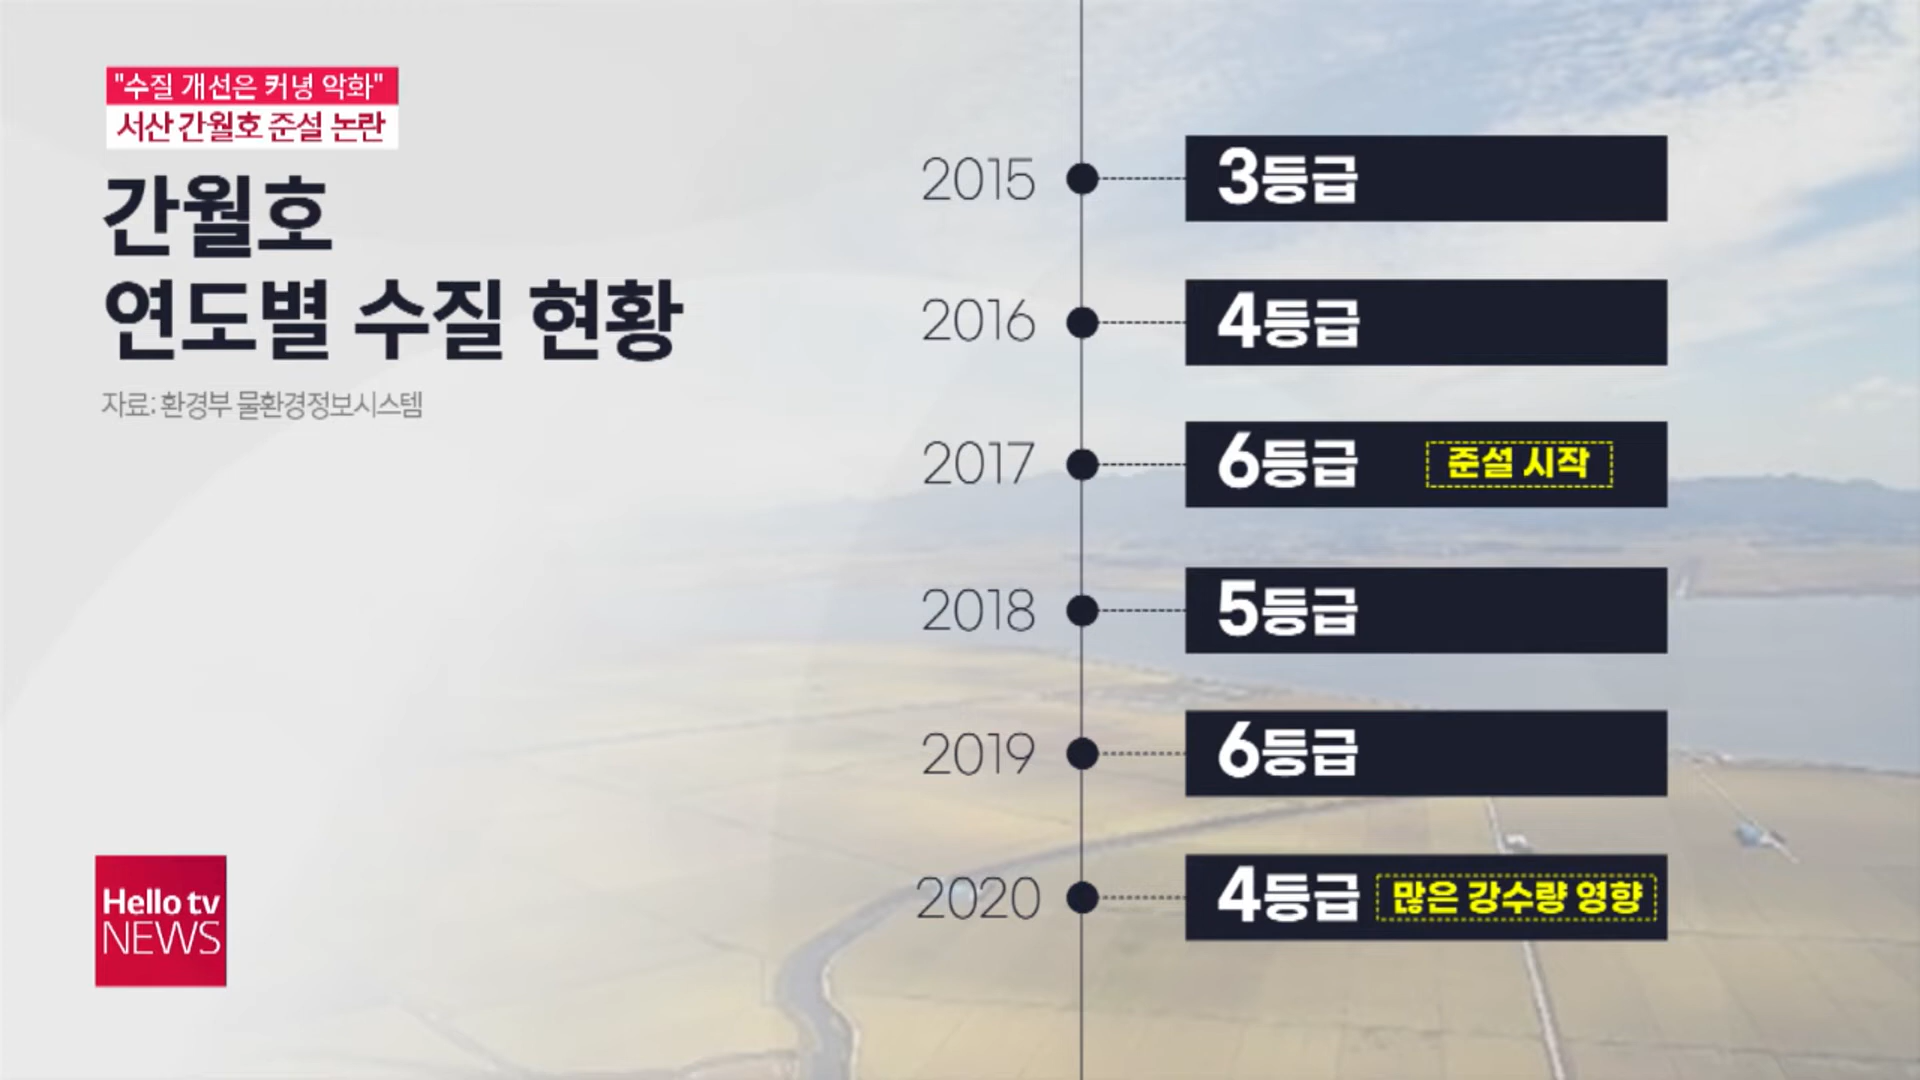 "수질 개선은 커녕 악화"
서산 간월호 준설 논란
간월호
연도별 수질 현황
자료: 환경부 물환경정보시스템
2015 3등급
2016 4등급
2017 6등급 준설 시작
2018 5등급
2019 6등급
2020 4등급 많은 강수량 영향
Hello tv
NEWS